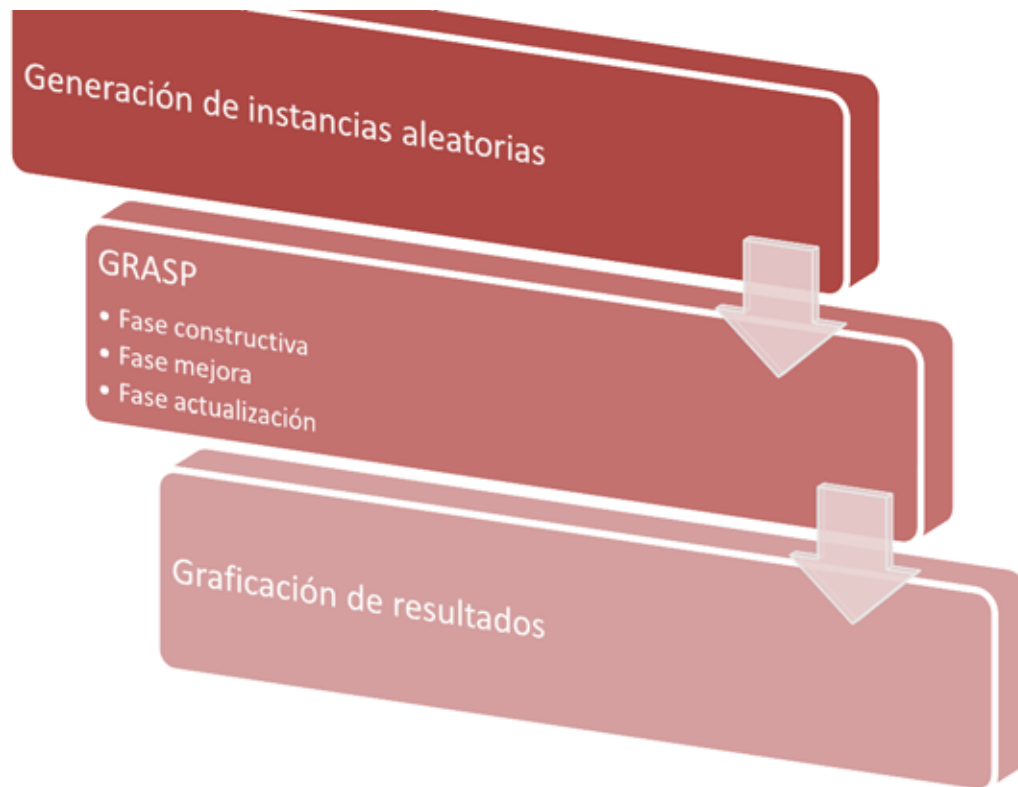 Generación de instancias aleatorias
GRASP
• Fase constructiva
• Fase mejora
• Fase actualización
Graficación de resultados